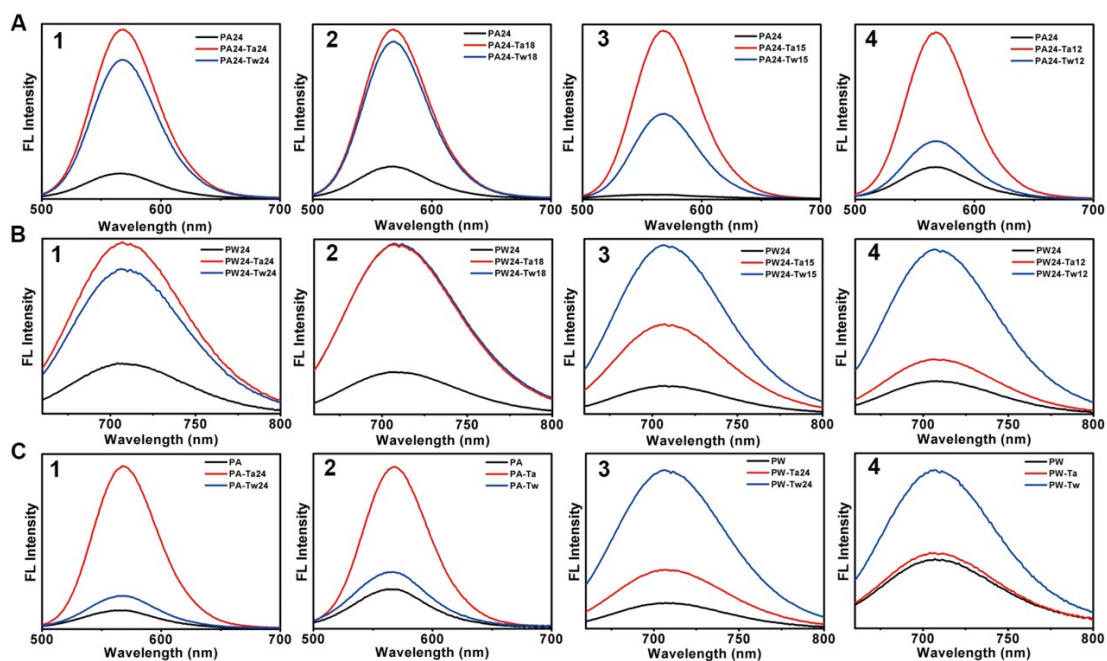 A
1
PA24
PA24-Ta24
PA24-Tw24
FL Intensity
500 600 700
Wavelength (nm)
2
PA24
PA24-Ta18
PA24-Tw18
FL Intensity
500 600 700
Wavelength (nm)
3
PA24
PA24-Ta15
PA24-Tw15
FL Intensity
500 600 700
Wavelength (nm)
4
PA24
PA24-Ta12
PA24-Tw12
FL Intensity
500 600 700
Wavelength (nm)
B
1
PW24
PW24-Ta24
PW24-Tw24
FL Intensity
700 750 800
Wavelength (nm)
2
PW24
PW24-Ta18
PW24-Tw18
FL Intensity
700 750 800
Wavelength (nm)
3
PW24
PW24-Ta15
PW24-Tw15
FL Intensity
700 750 800
Wavelength (nm)
4
PW24
PW24-Ta12
PW24-Tw12
FL Intensity
700 750 800
Wavelength (nm)
C
1
PA
PA-Ta24
PA-Tw24
FL Intensity
500 600 700
Wavelength (nm)
2
PA
PA-Ta
PA-Tw
FL Intensity
500 600 700
Wavelength (nm)
3
PW
PW-Ta24
PW-Tw24
FL Intensity
700 750 800
Wavelength (nm)
4
PW
PW-Ta
PW-Tw
FL Intensity
700 750 800
Wavelength (nm)